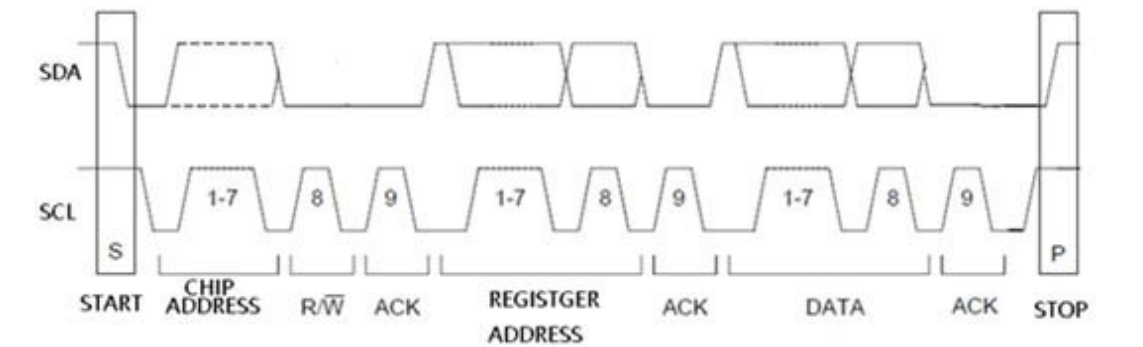 SDA
SCL
1-7
8
9
1-7
8
9
1-7
8
9
S
P
START
CHIP
ADDRESS
R/W̅
ACK
REGISTGER
ADDRESS
ACK
DATA
ACK
STOP